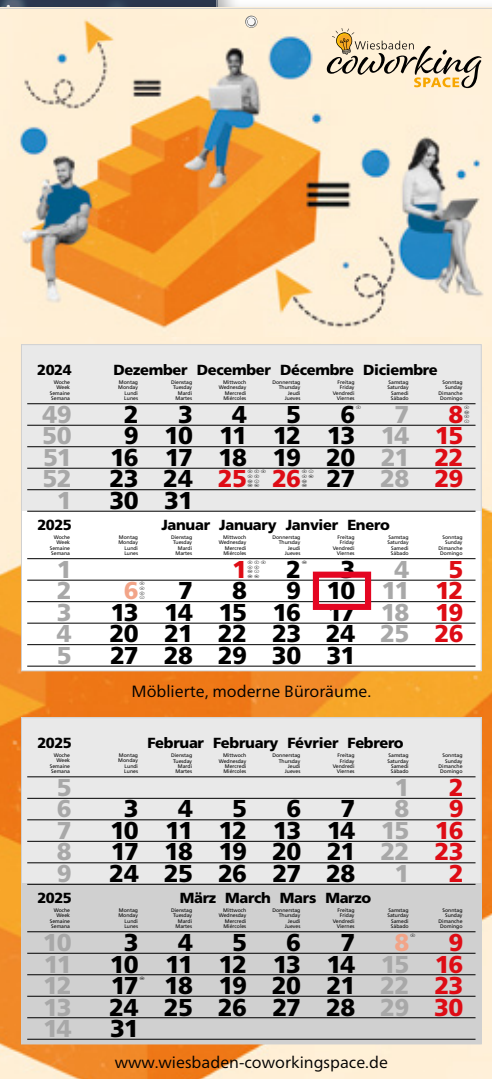 Wiesbaden
coworking
SPACE
2024 Dezember December Décembre Diciembre
Woche Montag Dienstag Mittwoch Donnerstag Freitag Samstag Sonntag
Week Monday Tuesday Wednesday Thursday Friday Saturday Sunday
Semaine Lundi Mardi Mercredi Jeudi Vendredi Samedi Dimanche
Semana Lunes Martes Miércoles Jueves Viernes Sábado Domingo
49 2 3 4 5 6 7 8
50 9 10 11 12 13 14 15
51 16 17 18 19 20 21 22
52 23 24 25 26 27 28 29
1 30 31
2025 Januar January Janvier Enero
Woche Montag Dienstag Mittwoch Donnerstag Freitag Samstag Sonntag
Week Monday Tuesday Wednesday Thursday Friday Saturday Sunday
Semaine Lundi Mardi Mercredi Jeudi Vendredi Samedi Dimanche
Semana Lunes Martes Miércoles Jueves Viernes Sábado Domingo
1 1 2 3 4 5
2 6 7 8 9 10 11 12
3 13 14 15 16 17 18 19
4 20 21 22 23 24 25 26
5 27 28 29 30 31
Möblierte, moderne Büroräume.
2025 Februar February Février Febrero
Woche Montag Dienstag Mittwoch Donnerstag Freitag Samstag Sonntag
Week Monday Tuesday Wednesday Thursday Friday Saturday Sunday
Semaine Lundi Mardi Mercredi Jeudi Vendredi Samedi Dimanche
Semana Lunes Martes Miércoles Jueves Viernes Sábado Domingo
5 1 2
6 3 4 5 6 7 8 9
7 10 11 12 13 14 15 16
8 17 18 19 20 21 22 23
9 24 25 26 27 28 1 2
2025 März March Mars Marzo
Woche Montag Dienstag Mittwoch Donnerstag Freitag Samstag Sonntag
Week Monday Tuesday Wednesday Thursday Friday Saturday Sunday
Semaine Lundi Mardi Mercredi Jeudi Vendredi Samedi Dimanche
Semana Lunes Martes Miércoles Jueves Viernes Sábado Domingo
10 3 4 5 6 7 8 9
11 10 11 12 13 14 15 16
12 17 18 19 20 21 22 23
13 24 25 26 27 28 29 30
14 31
www.wiesbaden-coworkingspace.de